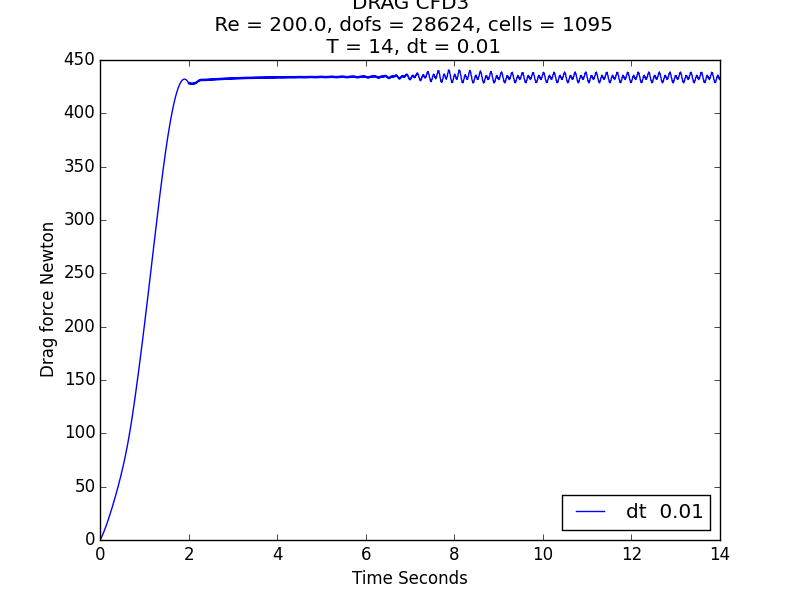 DRAG CFD3
Re = 200.0, dofs = 28624, cells = 1095
T = 14, dt = 0.01
450
400
350
300
250
200
150
100
50
0
Drag force Newton
dt 0.01
0 2 4 6 8 10 12 14
Time Seconds